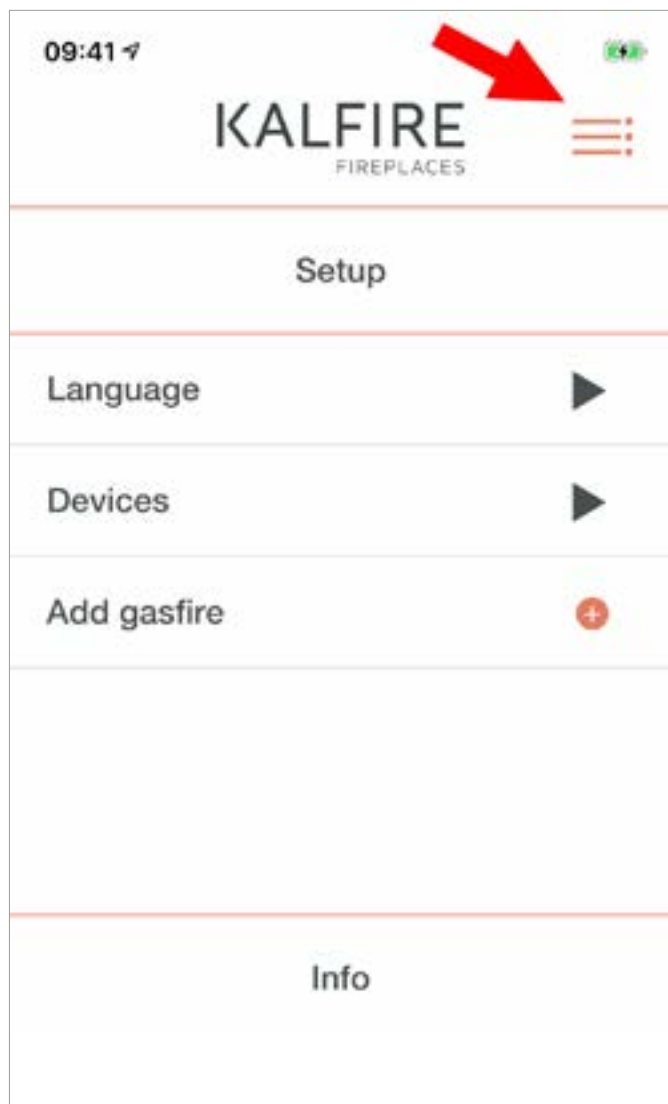 09:41
KALFIRE
FIREPLACES
Setup
Language
Devices
Add gasfire
Info